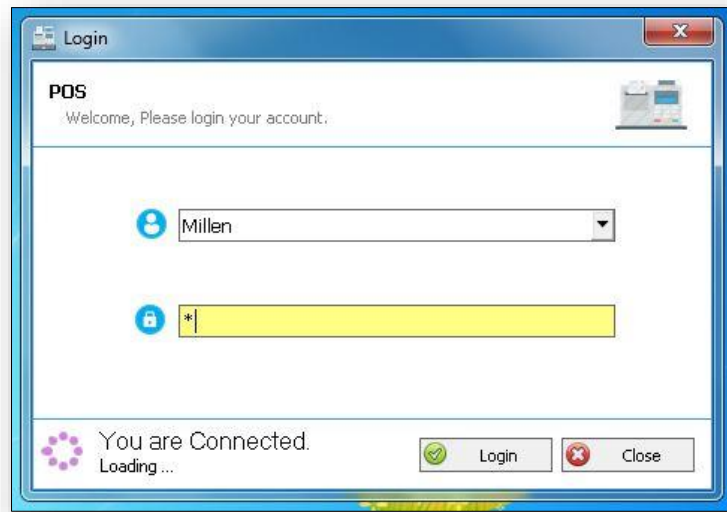 Login
POS
Welcome, Please login your account.
Millen
*
You are Connected.
Loading ...
Login
Close